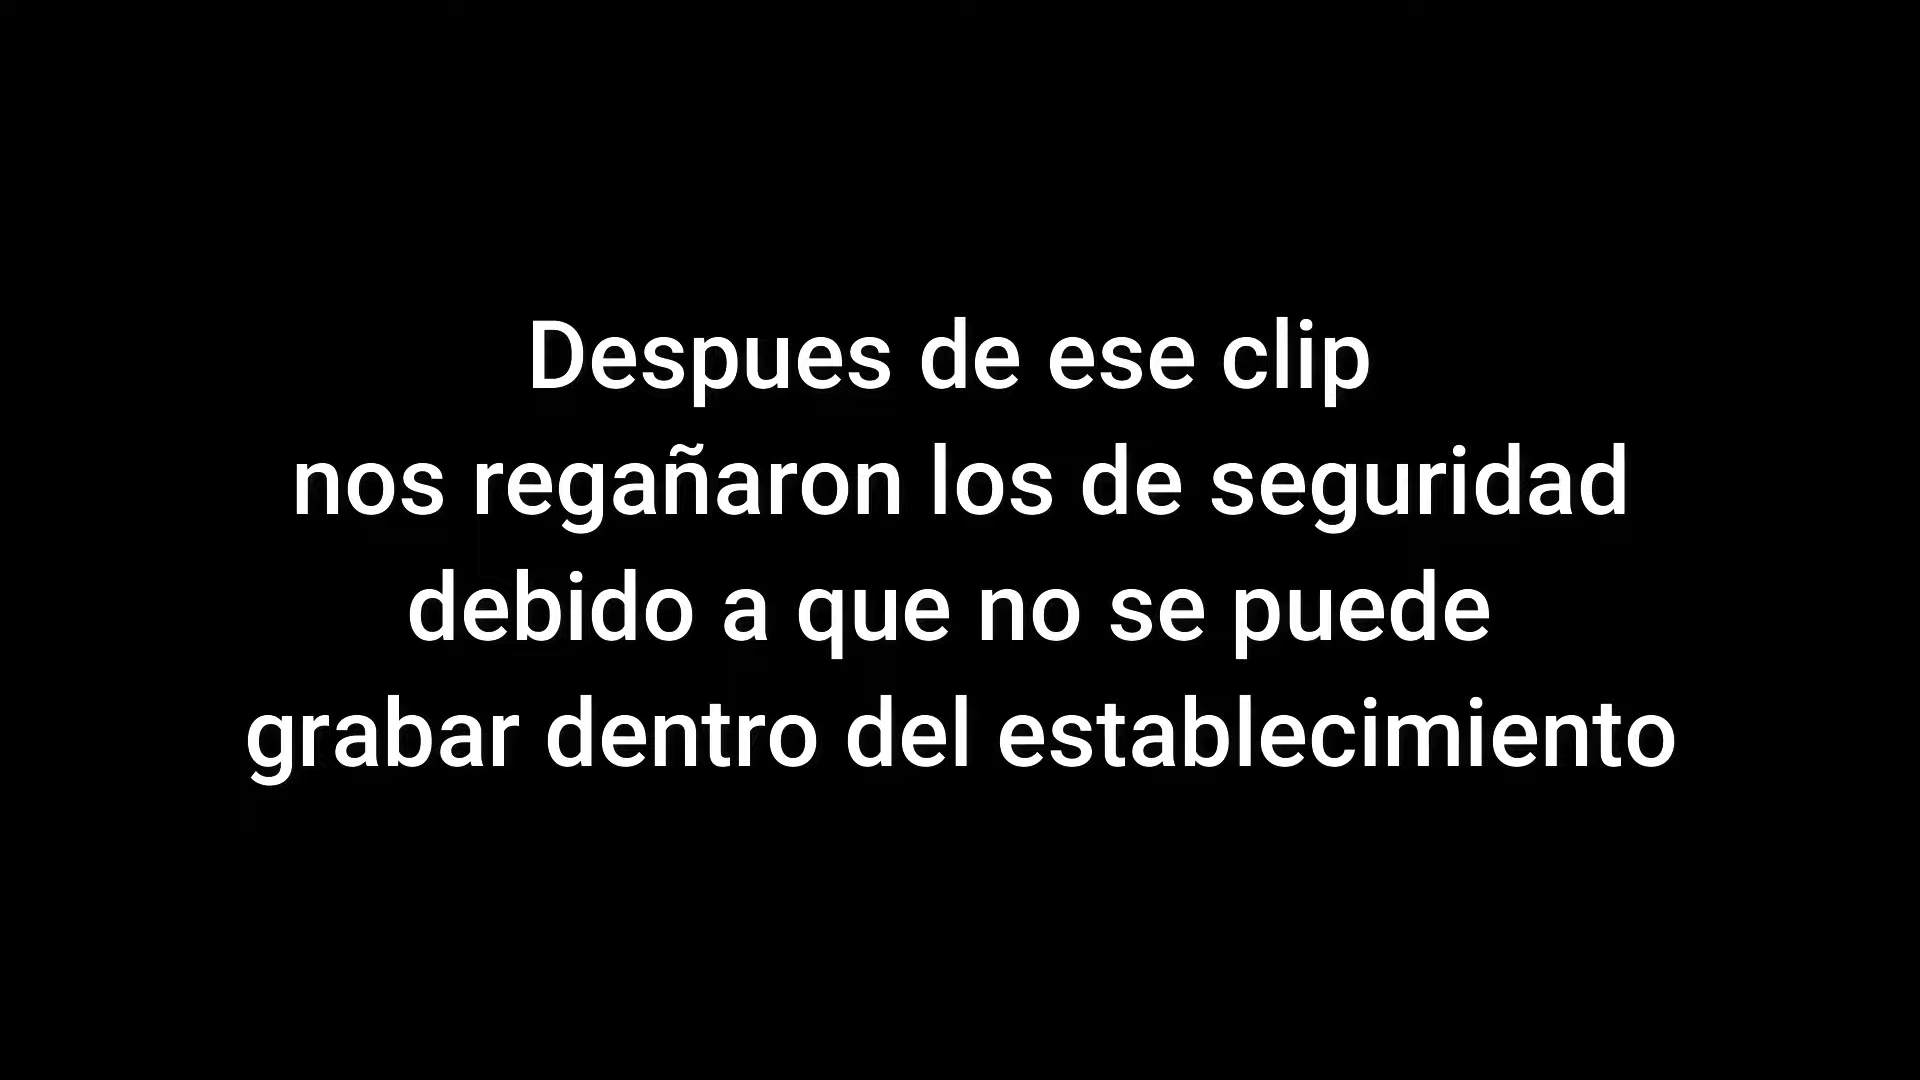 Despues de ese clip
nos regañaron los de seguridad
debido a que no se puede
grabar dentro del establecimiento